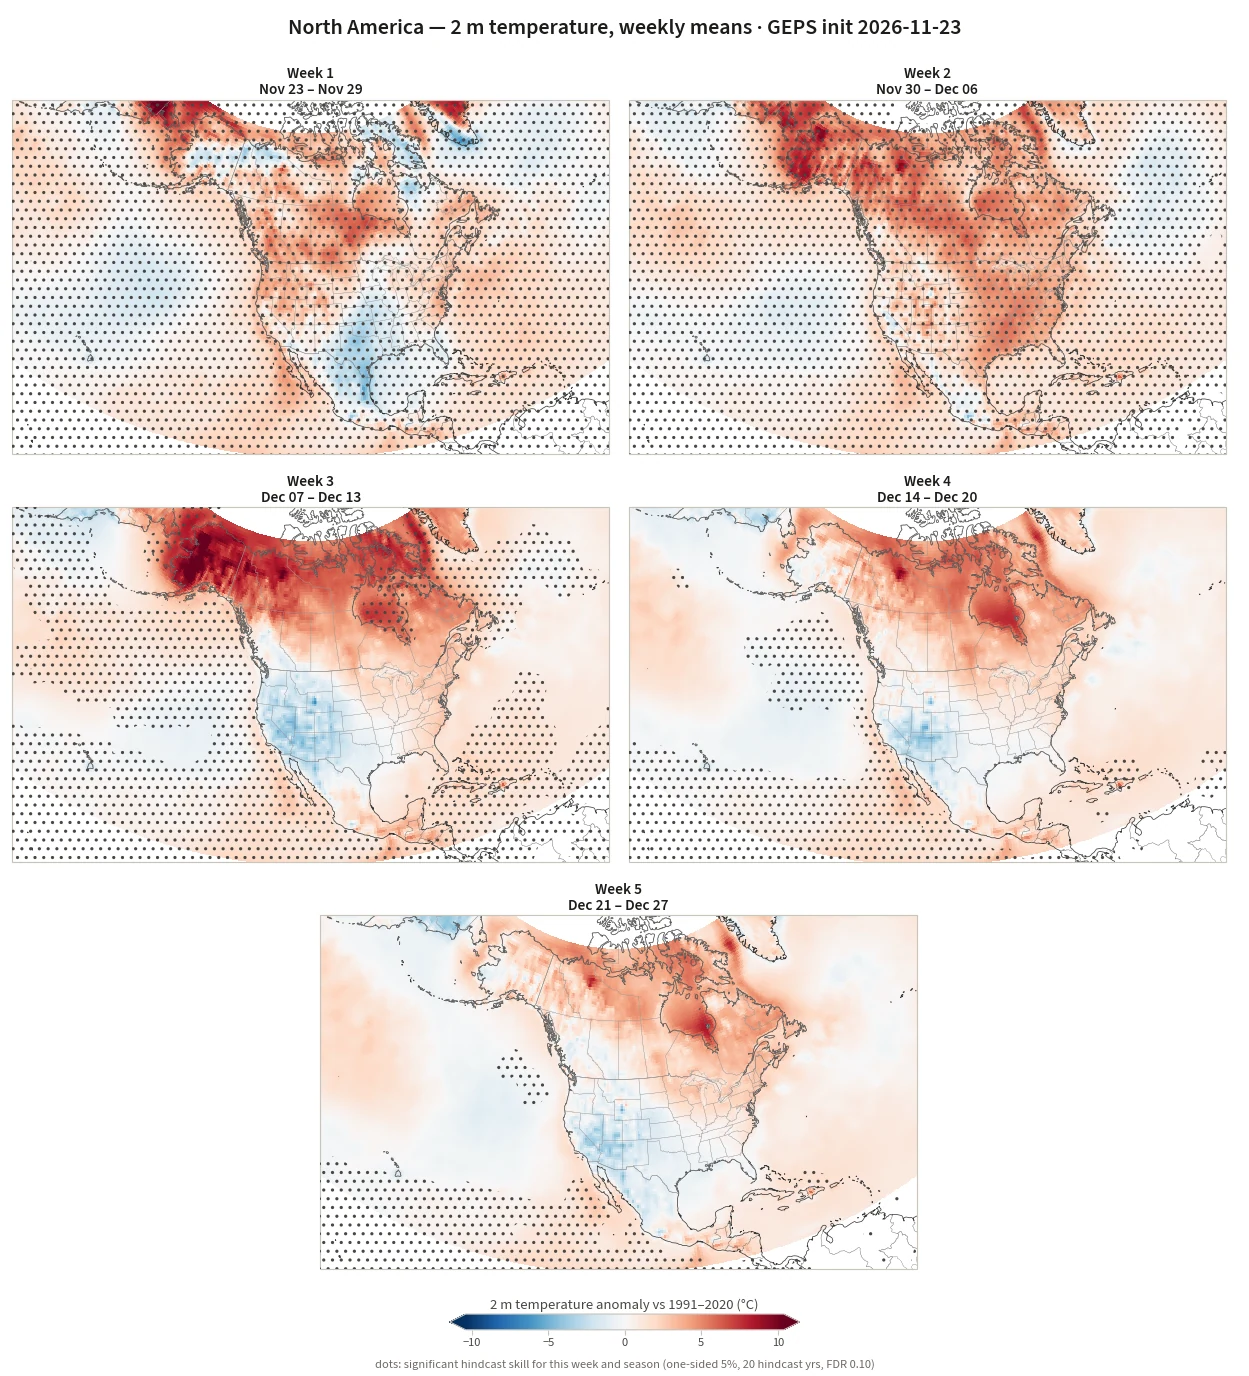 North America — 2 m temperature, weekly means · GEPS init 2026-11-23
Week 1
Nov 23 – Nov 29
Week 2
Nov 30 – Dec 06
Week 3
Dec 07 – Dec 13
Week 4
Dec 14 – Dec 20
Week 5
Dec 21 – Dec 27
2 m temperature anomaly vs 1991–2020 (°C)
−10 −5 0 5 10
dots: significant hindcast skill for this week and season (one-sided 5%, 20 hindcast yrs, FDR 0.10)